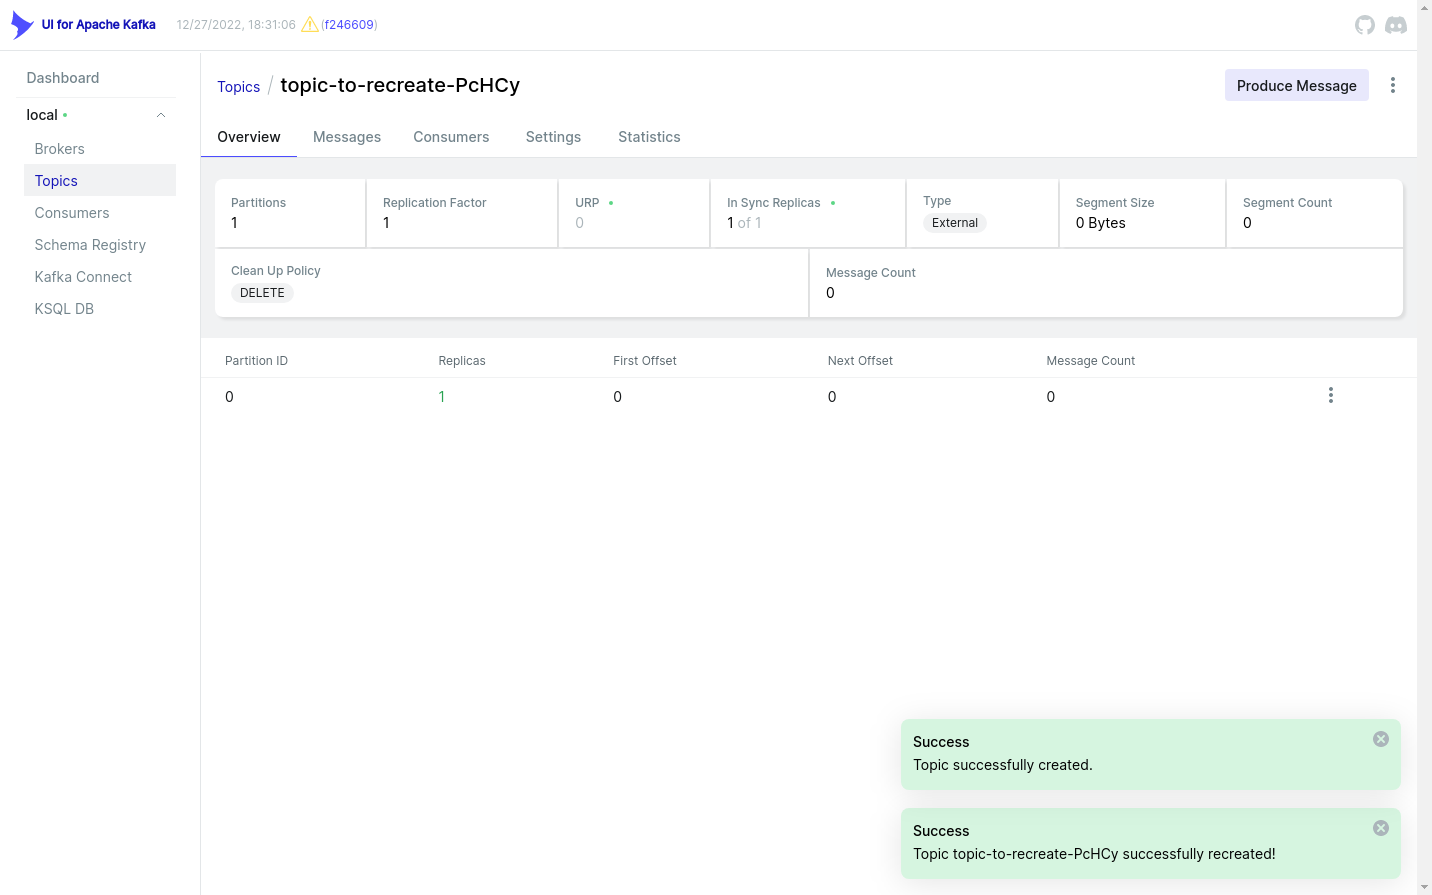 UI for Apache Kafka
12/27/2022, 18:31:06 (f246609)
Dashboard
local
Brokers
Topics
Consumers
Schema Registry
Kafka Connect
KSQL DB
Topics / topic-to-recreate-PcHCy
Produce Message
Overview Messages Consumers Settings Statistics
Partitions Replication Factor URP In Sync Replicas Type Segment Size Segment Count
1 1 0 1 of 1 External 0 Bytes 0
Clean Up Policy Message Count
DELETE 0
Partition ID Replicas First Offset Next Offset Message Count
0 1 0 0 0
Success
Topic successfully created.
Success
Topic topic-to-recreate-PcHCy successfully recreated!